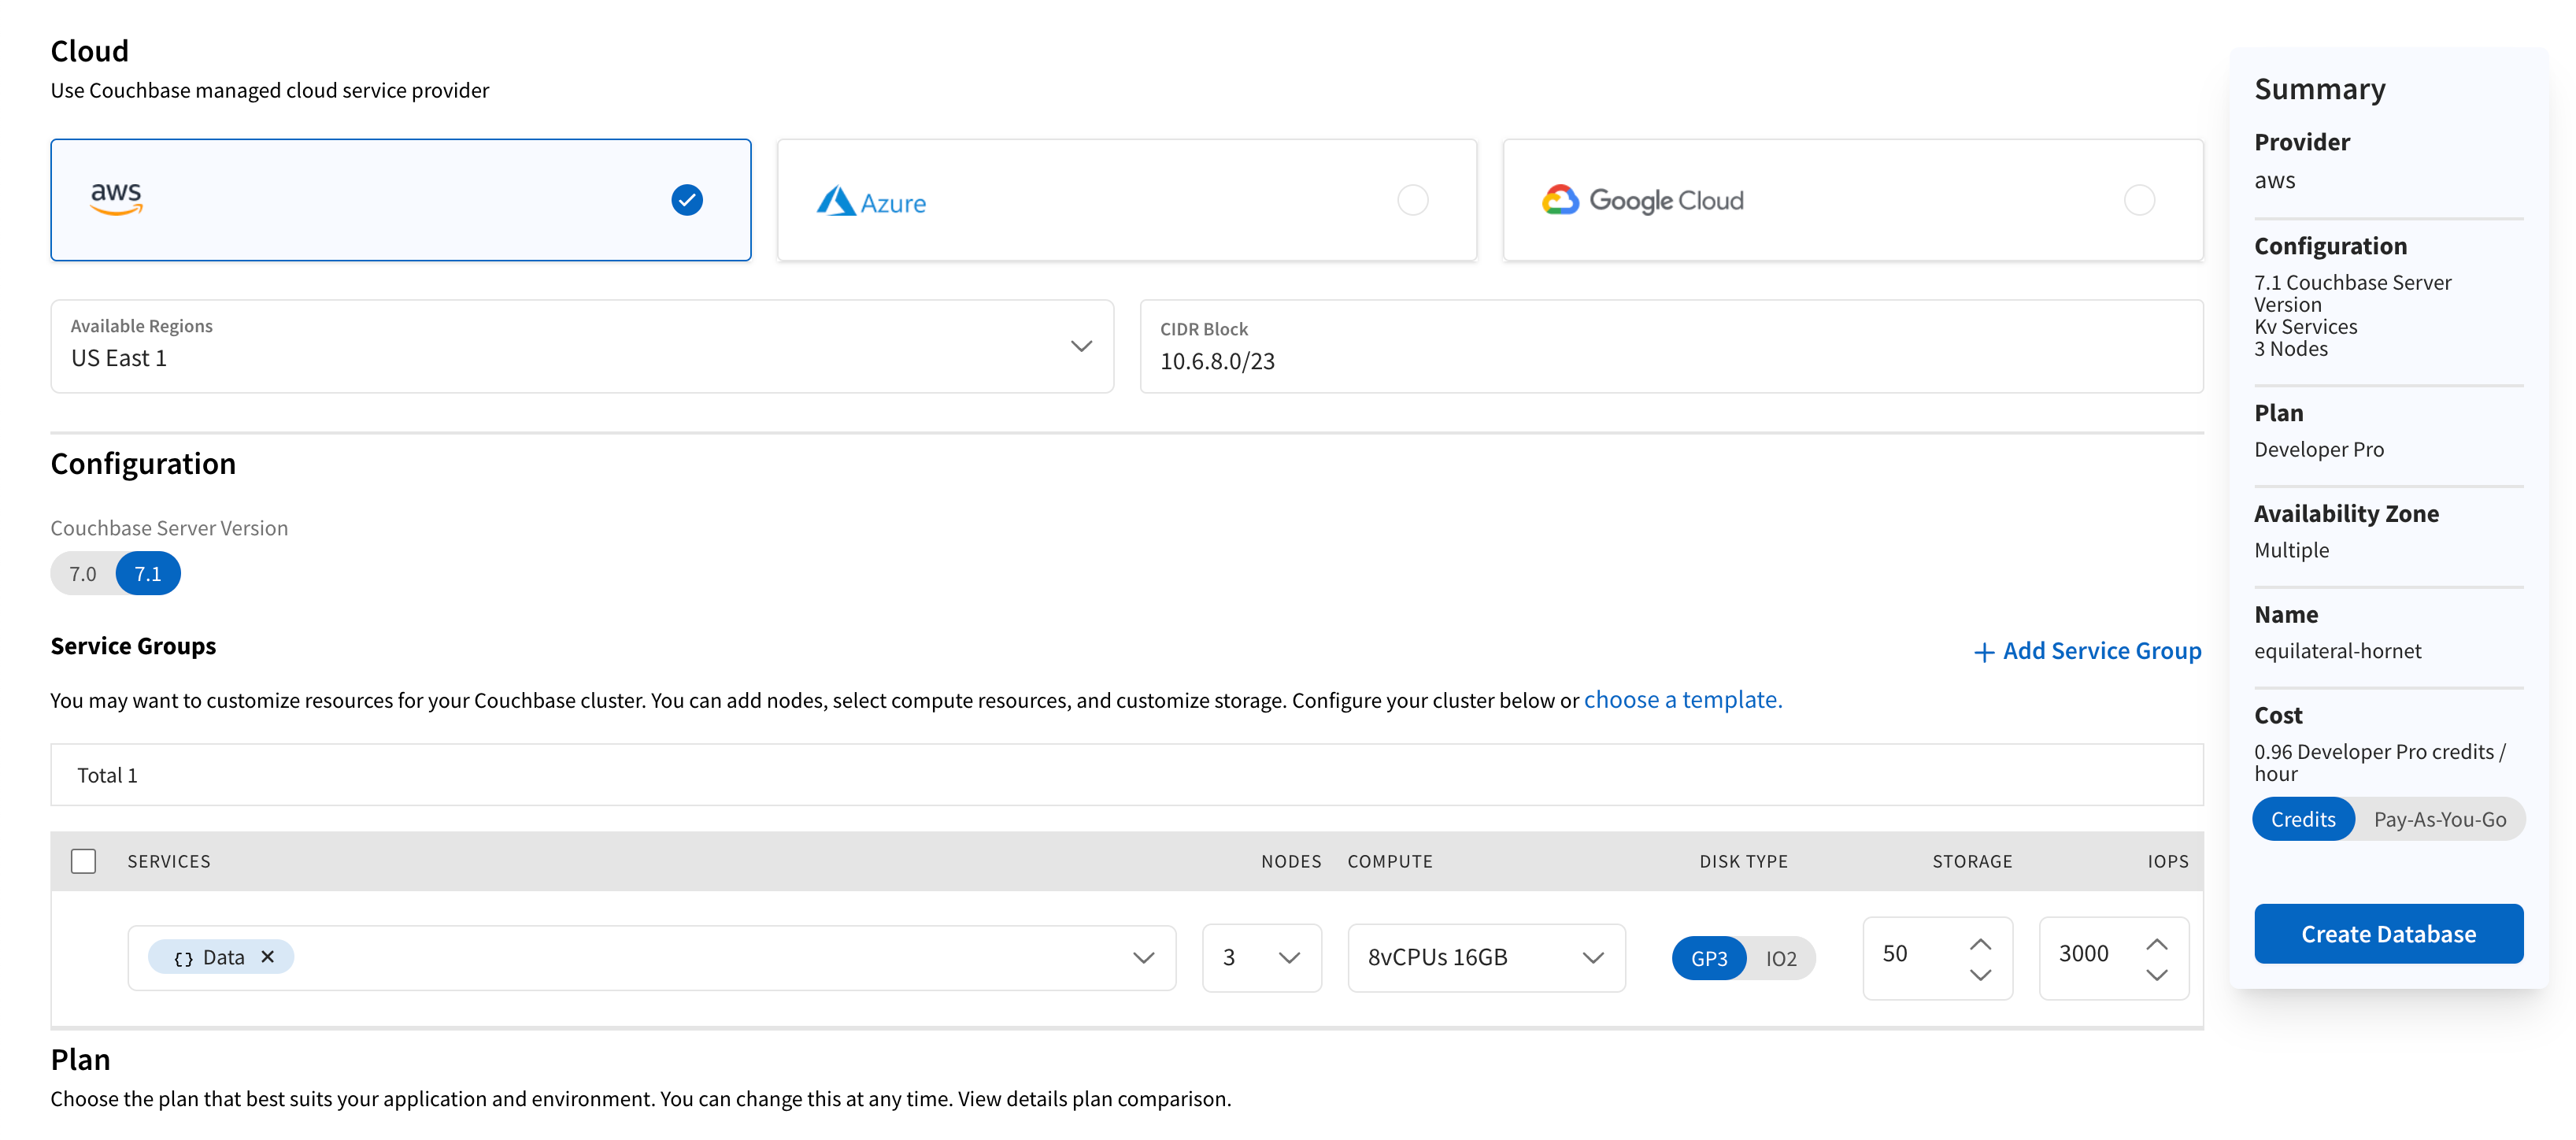 Cloud
Use Couchbase managed cloud service provider
aws
Azure
Google Cloud
Available Regions
US East 1
CIDR Block
10.6.8.0/23
Configuration
Couchbase Server Version
7.0 7.1
Service Groups
+ Add Service Group
You may want to customize resources for your Couchbase cluster. You can add nodes, select compute resources, and customize storage. Configure your cluster below or choose a template.
Total 1
SERVICES NODES COMPUTE DISK TYPE STORAGE IOPS
{} Data × 3 8vCPUs 16GB GP3 IO2 50 3000
Plan
Choose the plan that best suits your application and environment. You can change this at any time. View details plan comparison.
Summary
Provider
aws
Configuration
7.1 Couchbase Server
Version
Kv Services
3 Nodes
Plan
Developer Pro
Availability Zone
Multiple
Name
equilateral-hornet
Cost
0.96 Developer Pro credits /
hour
Credits Pay-As-You-Go
Create Database